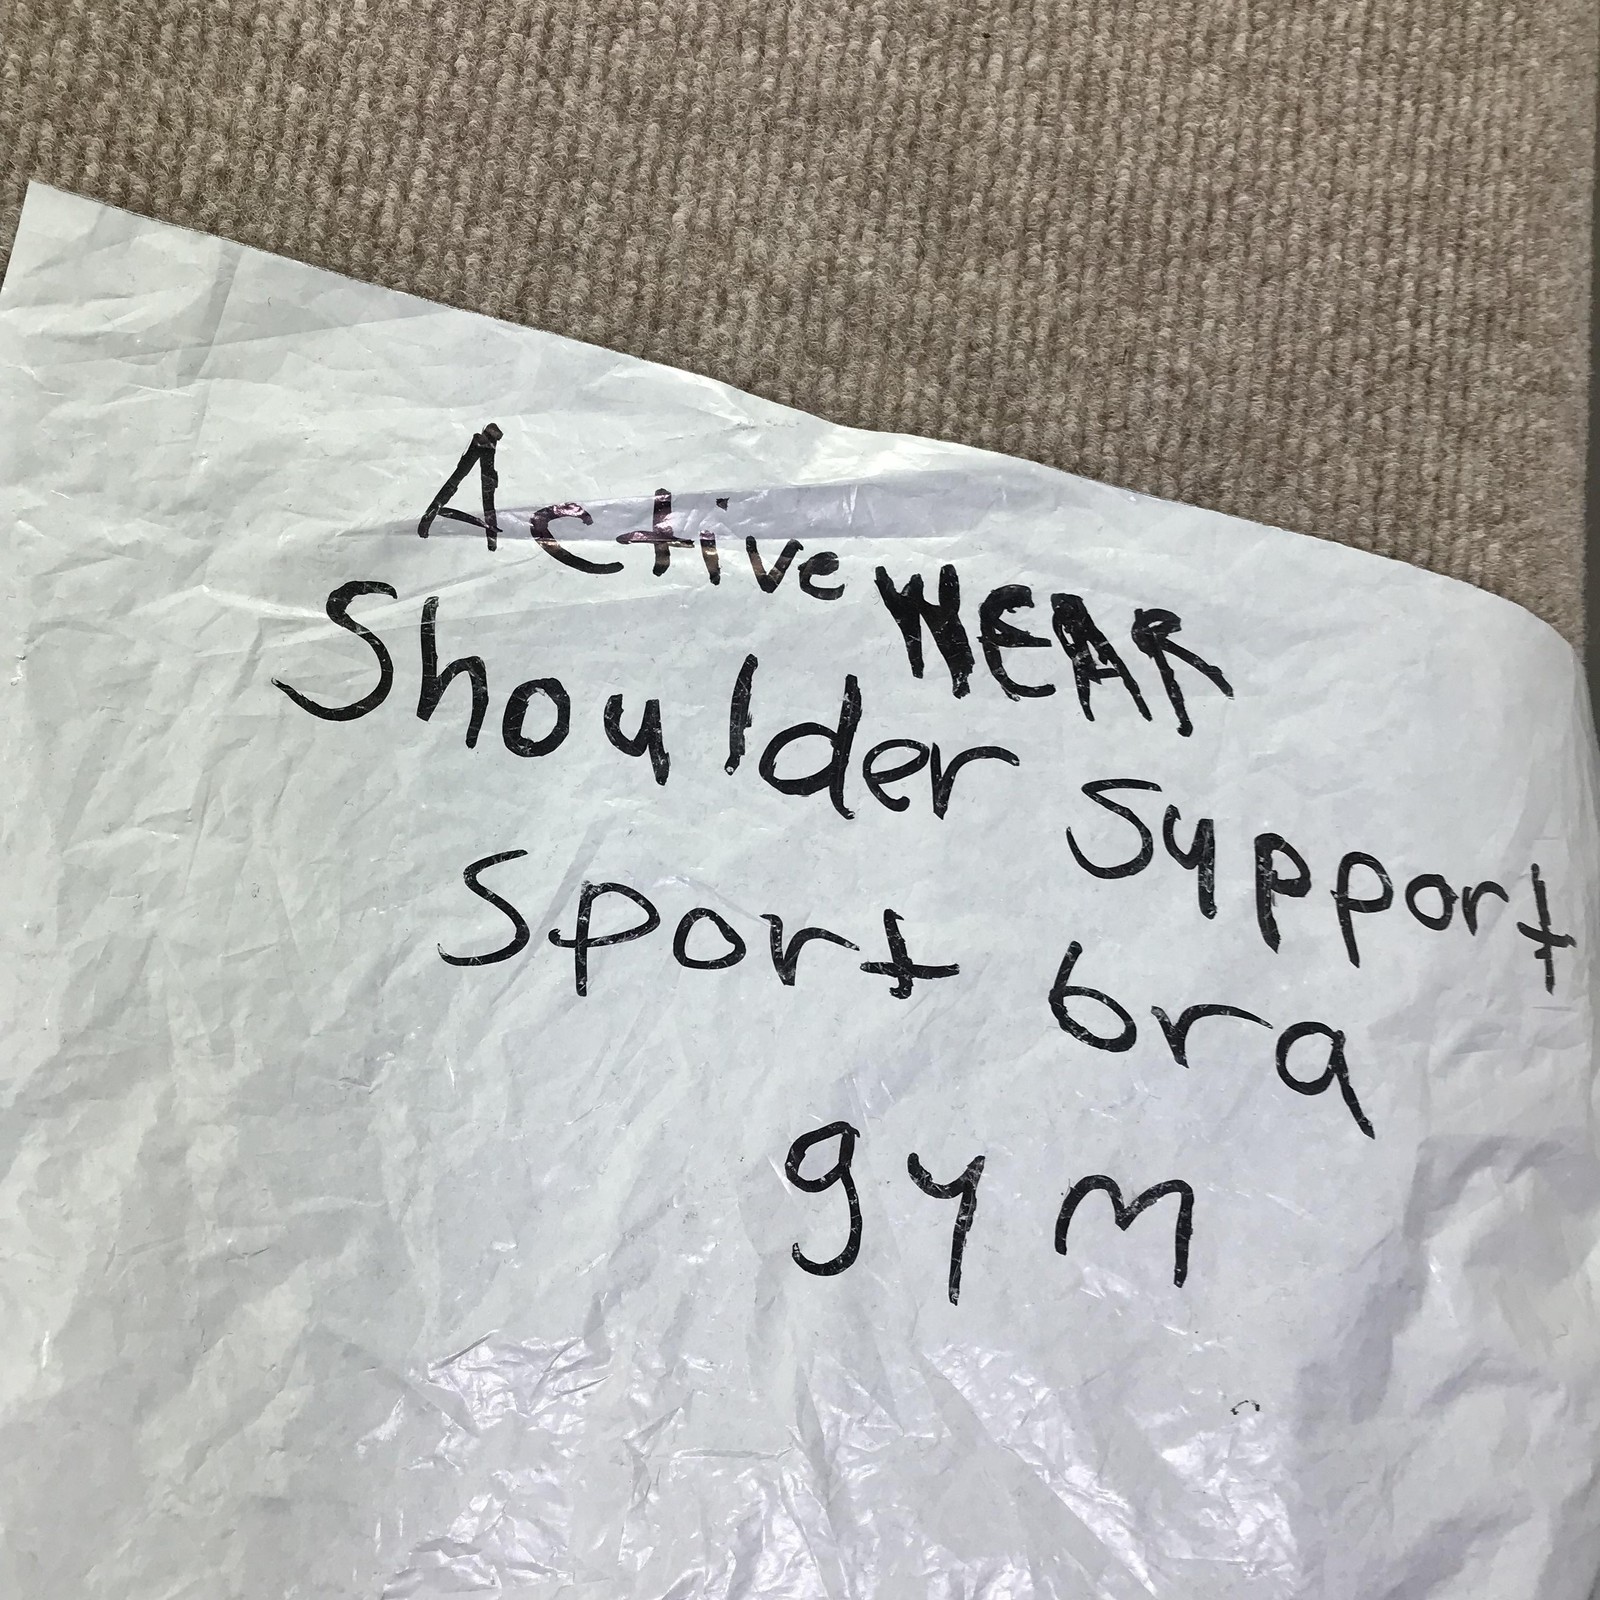 Active WEAR
Shoulder Support
Sport bra
gym